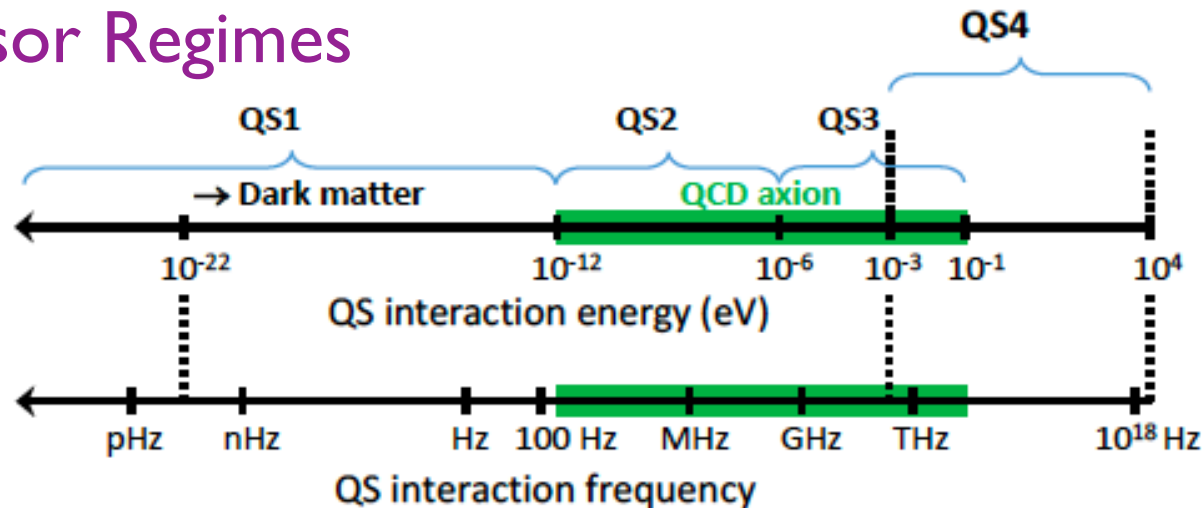 sor Regimes
QS4
QS1 QS2 QS3
→ Dark matter QCD axion
10⁻²² 10⁻¹² 10⁻⁶ 10⁻³ 10⁻¹ 10⁴
QS interaction energy (eV)
pHz nHz Hz 100 Hz MHz GHz THz 10¹⁸ Hz
QS interaction frequency